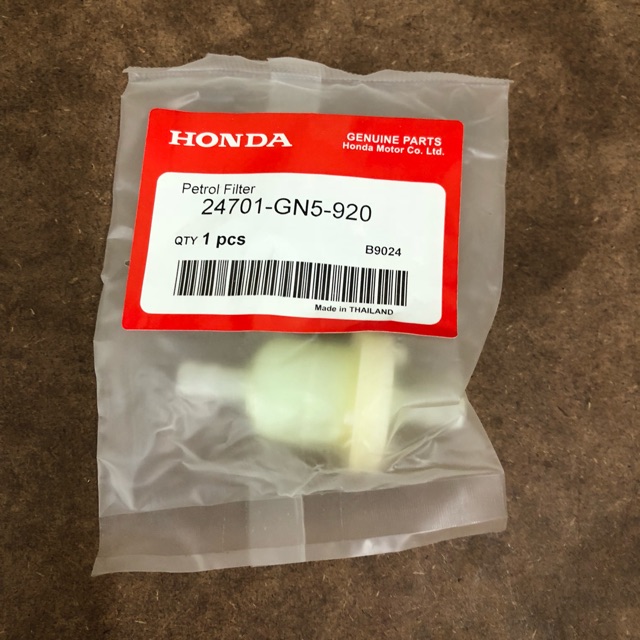 HONDA
GENUINE PARTS
Honda Motor Co. Ltd.
Petrol Filter
24701-GN5-920
QTY 1 pcs
B9024
Made in THAILAND